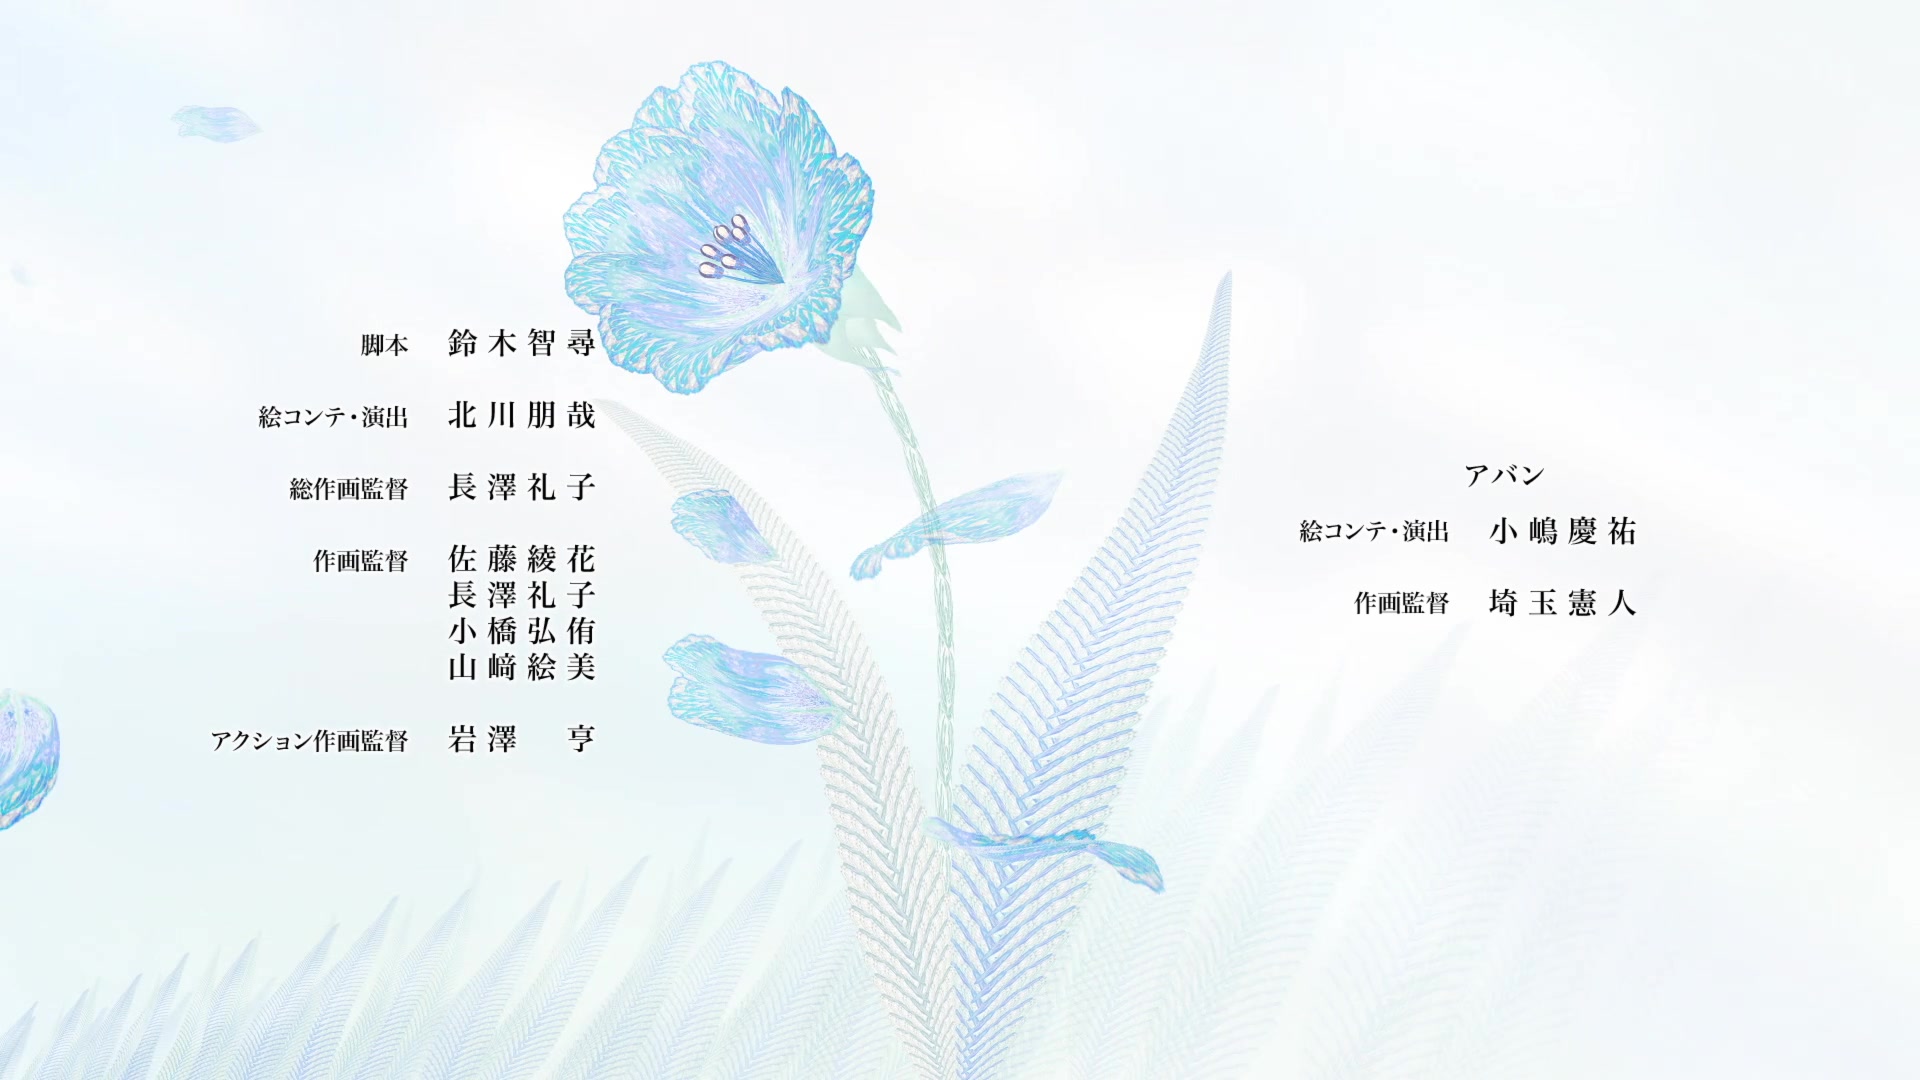 脚本 鈴木智尋
絵コンテ・演出 北川朋哉
総作画監督 長澤礼子
作画監督 佐藤綾花
長澤礼子
小橋弘侑
山﨑絵美
アクション作画監督 岩澤 亨
アバン
絵コンテ・演出 小嶋慶祐
作画監督 埼玉憲人